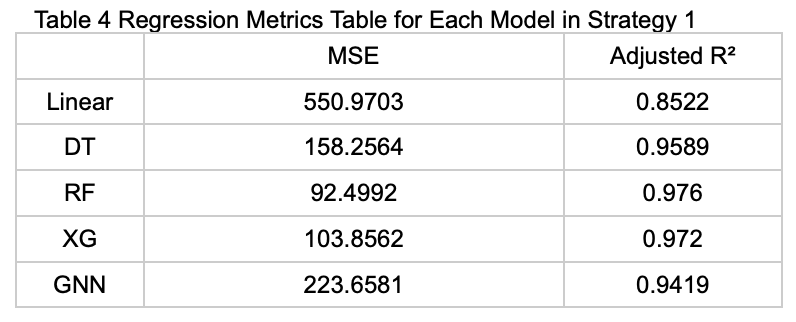 Table 4 Regression Metrics Table for Each Model in Strategy 1
MSE Adjusted R²
Linear 550.9703 0.8522
DT 158.2564 0.9589
RF 92.4992 0.976
XG 103.8562 0.972
GNN 223.6581 0.9419